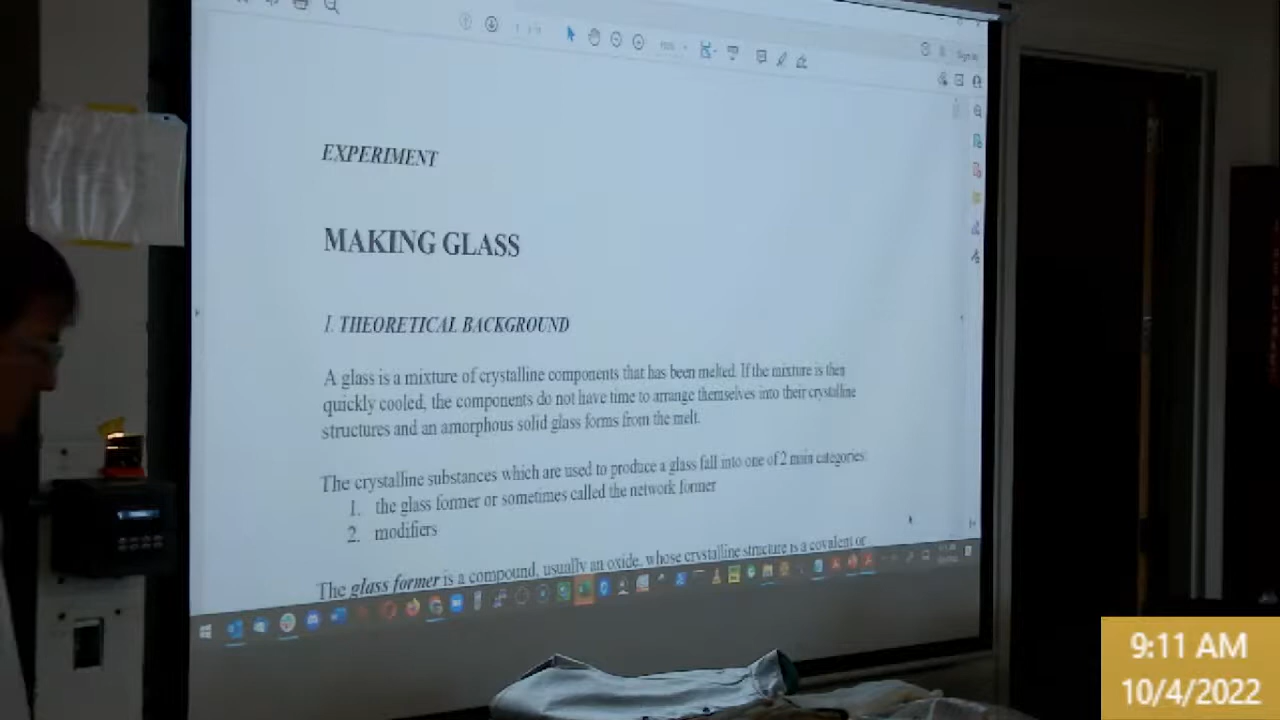 Sign In
EXPERIMENT
MAKING GLASS
I. THEORETICAL BACKGROUND
A glass is a mixture of crystalline components that has been melted. If the mixture is then
quickly cooled, the components do not have time to arrange themselves into their crystalline
structures and an amorphous solid glass forms from the melt.
The crystalline substances which are used to produce a glass fall into one of 2 main categories:
1. the glass former or sometimes called the network former
2. modifiers
The glass former is a compound, usually an oxide, whose crystalline structure is a covalent or
9:11 AM
10/4/2022